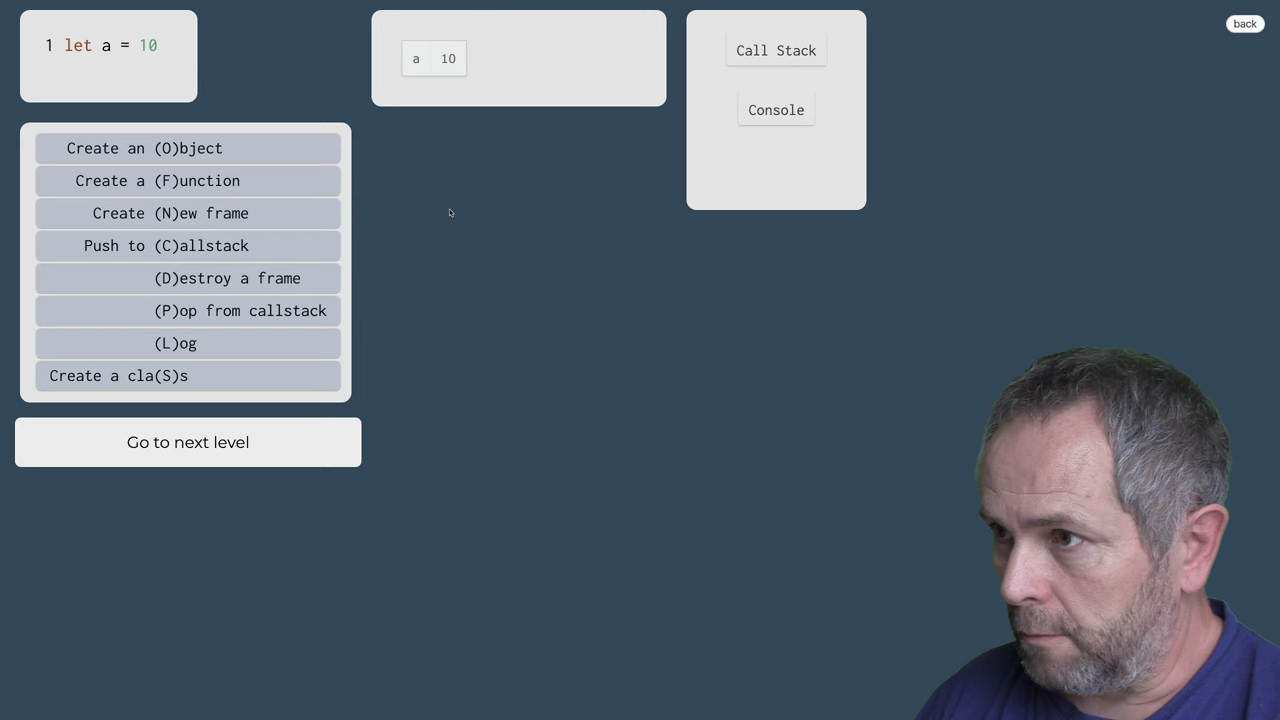 1 let a = 10
a 10
Call Stack
Console
back
Create an (O)bject
Create a (F)unction
Create (N)ew frame
Push to (C)allstack
(D)estroy a frame
(P)op from callstack
(L)og
Create a cla(S)s
Go to next level